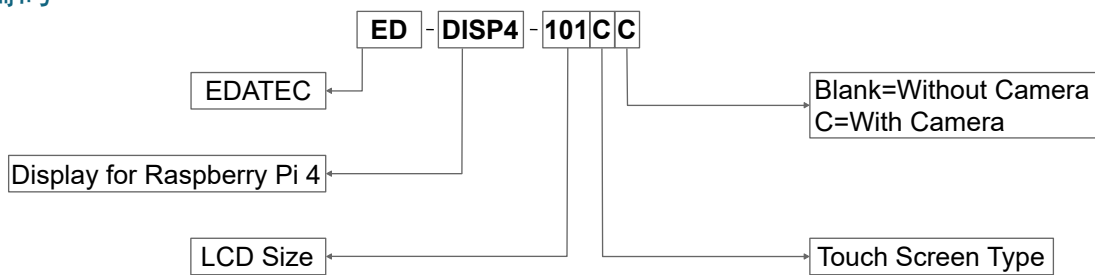 ED - DISP4 - 101 C C
EDATEC
Blank=Without Camera
C=With Camera
Display for Raspberry Pi 4
LCD Size
Touch Screen Type